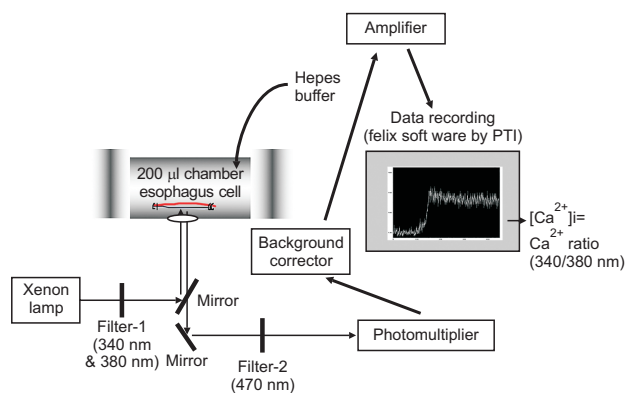 Amplifier
Hepes
buffer
Data recording
(felix soft ware by PTI)
200 µl chamber
esophagus cell
[Ca²⁺]i=
Ca²⁺ ratio
(340/380 nm)
Background
corrector
Xenon
lamp
Mirror
Filter-1
(340 nm
& 380 nm)
Mirror
Filter-2
(470 nm)
Photomultiplier